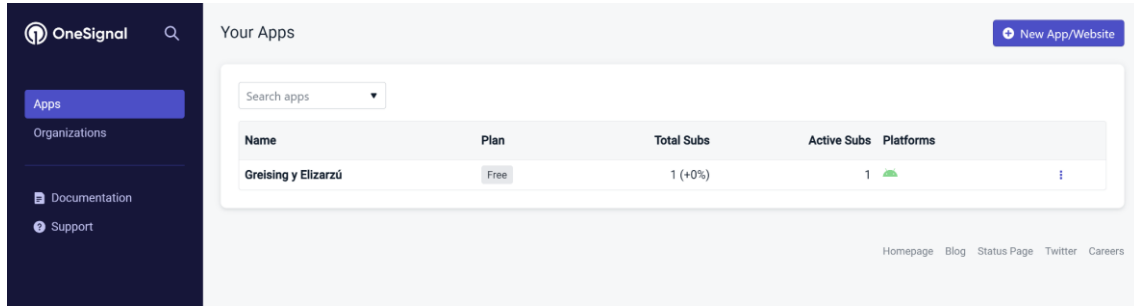 OneSignal
Your Apps
New App/Website
Apps
Organizations
Documentation
Support
Search apps
Name Plan Total Subs Active Subs Platforms
Greising y Elizarzú Free 1 (+0%) 1
Homepage Blog Status Page Twitter Careers